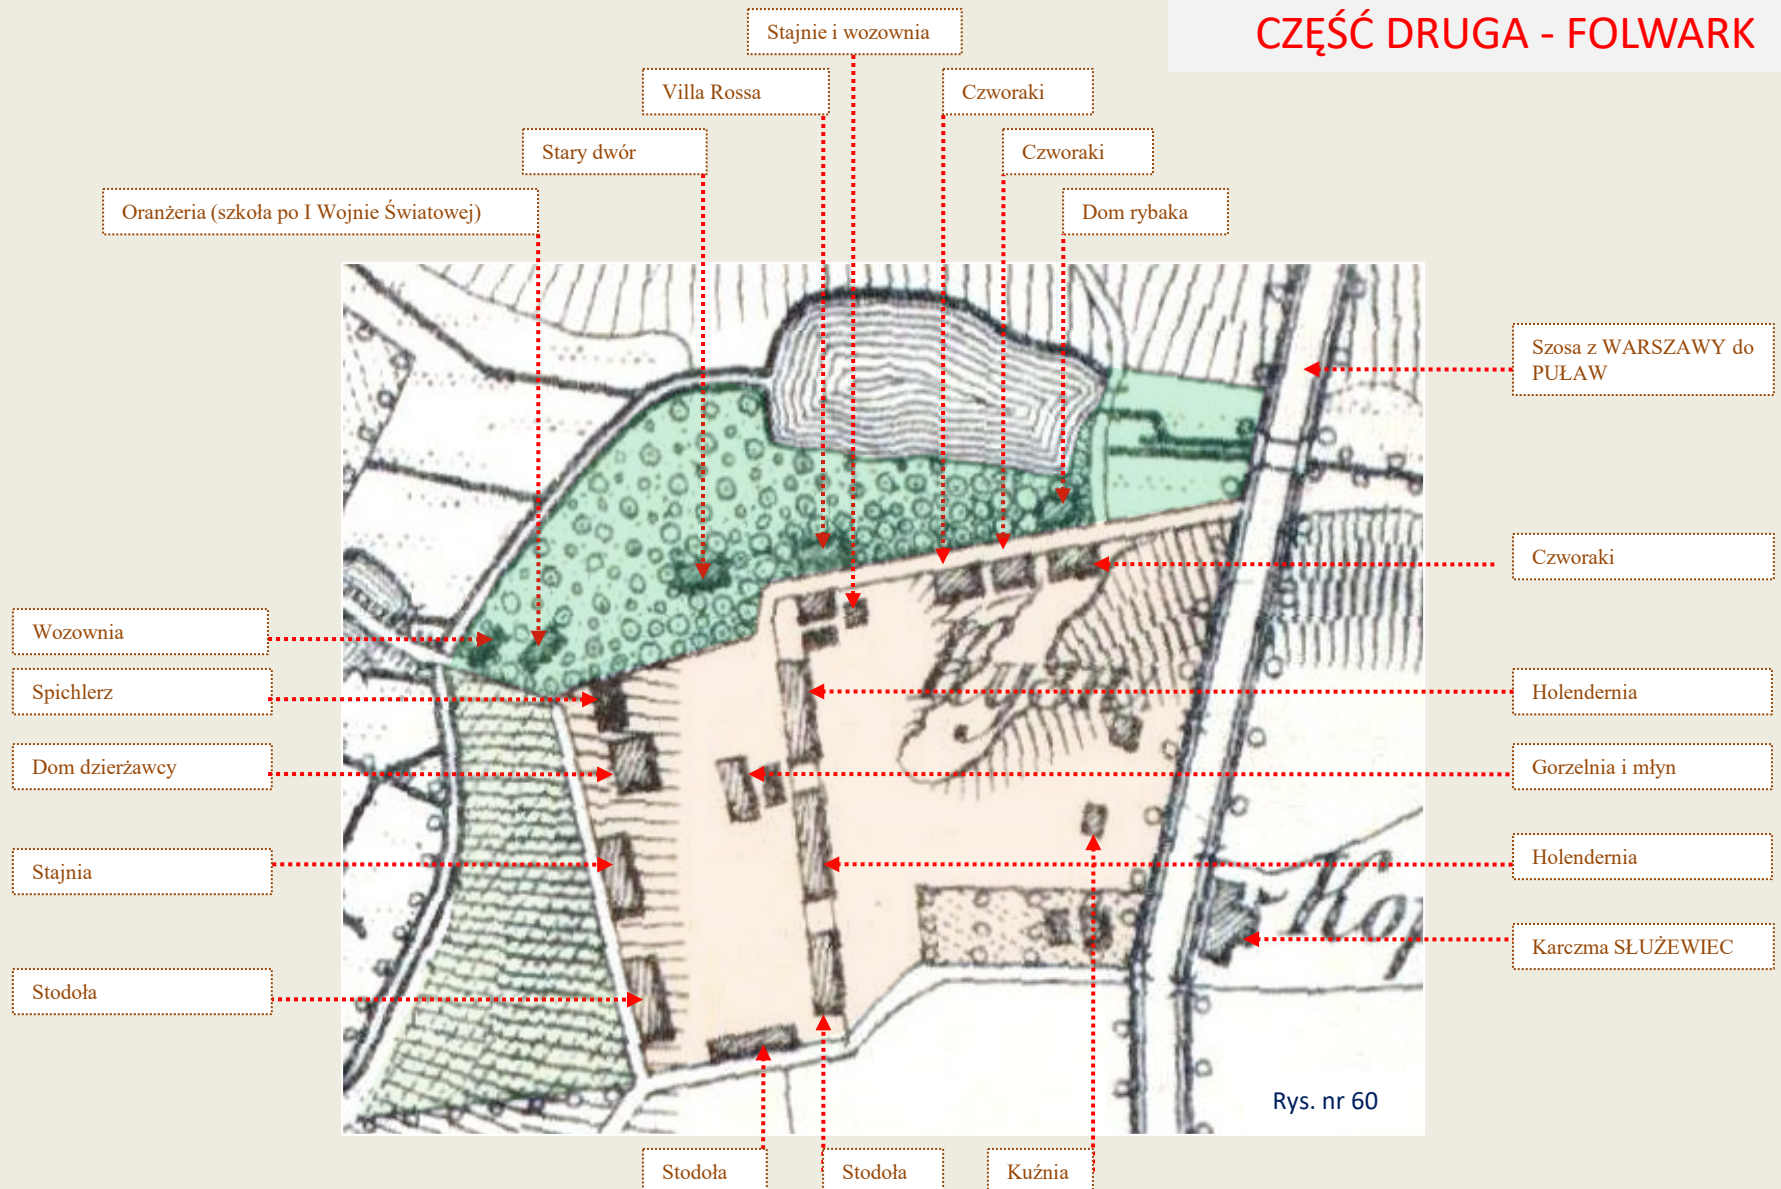 CZĘŚĆ DRUGA - FOLWARK
Stajnie i wozownia
Villa Rossa
Czworaki
Stary dwór
Czworaki
Oranżeria (szkoła po I Wojnie Światowej)
Dom rybaka
Szosa z WARSZAWY do
PUŁAW
Czworaki
Wozownia
Spichlerz
Holendernia
Dom dzierżawcy
Gorzelnia i młyn
Stajnia
Holendernia
Karczma SŁUŻEWIEC
Stodoła
Rys. nr 60
Stodoła
Stodoła
Kuźnia